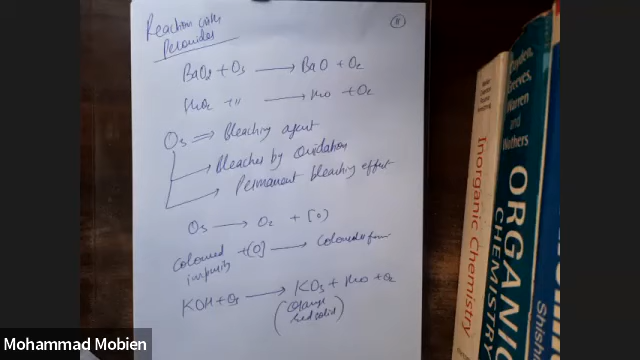 Reaction with
Peroxides
11
BaO2 + O3 → BaO + O2
H2O2 + " → H2O + O2
O3 ⇒ Bleaching agent
→ Bleaches by Oxidation
→ Permanent bleaching effect
O3 → O2 + [O]
Coloured + [O] → Coloured form
impurity
KOH + O3 → KO3 + H2O + O2
(Orange
red solid)
Inorganic Chemistry
Clayden,
Greeves,
Warren
and
Wothers
ORGANIC
CHEMISTRY
Mohammad Mobien